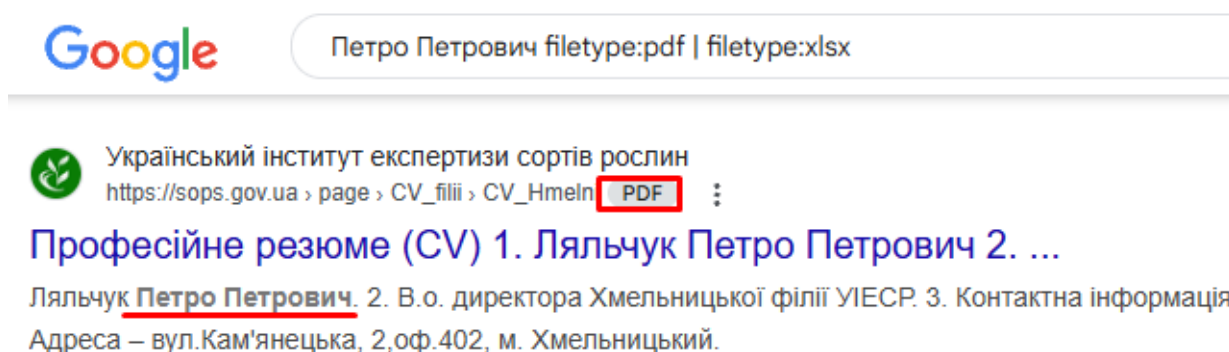 Google
Петро Петрович filetype:pdf | filetype:xlsx
Український інститут експертизи сортів рослин
https://sops.gov.ua › page › CV_filii › CV_Hmeln PDF
Професійне резюме (CV) 1. Ляльчук Петро Петрович 2. ...
Ляльчук Петро Петрович. 2. В.о. директора Хмельницької філії УІЕСР. 3. Контактна інформація
Адреса – вул.Кам'янецька, 2,оф.402, м. Хмельницький.